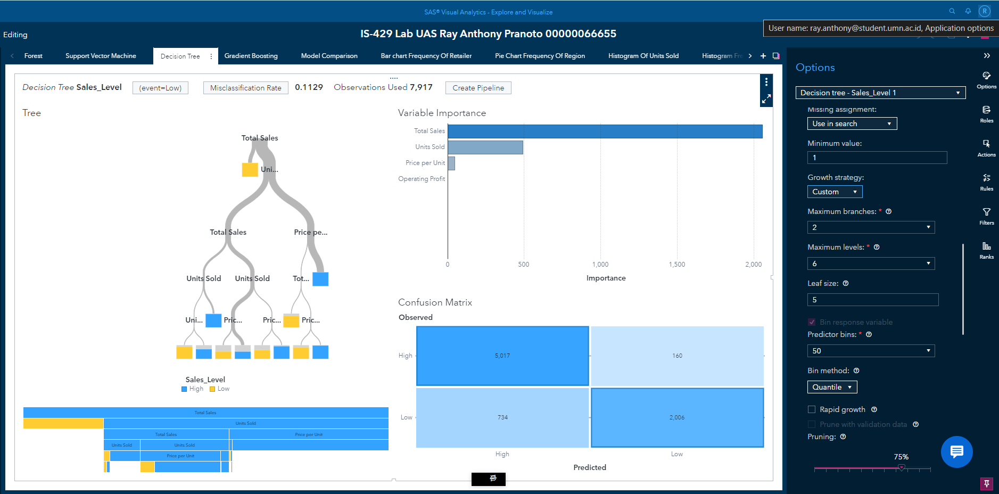 SAS® Visual Analytics - Explore and Visualize
R
User name: ray.anthony@student.umn.ac.id, Application options
Editing
IS-429 Lab UAS Ray Anthony Pranoto 00000066655
Forest
Support Vector Machine
Decision Tree
Gradient Boosting
Model Comparison
Bar chart Frequency Of Retailer
Pie Chart Frequency Of Region
Histogram Of Units Sold
Histogram Fre
Decision Tree Sales_Level (event=Low) Misclassification Rate 0.1129 Observations Used 7,917 Create Pipeline
Tree
Total Sales
Uni...
Total Sales Price pe...
Units Sold Units Sold Tot...
Uni... Pric... Pric... Pric...
Sales_Level
High Low
Total Sales
Units Sold
Total Sales Price per Unit
Units Sold Units Sold
Price per Unit
Variable Importance
Total Sales
Units Sold
Price per Unit
Operating Profit
0 500 1,000 1,500 2,000
Importance
Confusion Matrix
Observed
High 5,017 160
Low 734 2,006
High Low
Predicted
Options
Decision tree - Sales_Level 1
Missing assignment:
Use in search
Minimum value:
1
Growth strategy:
Custom
Maximum branches: *
2
Maximum levels: *
6
Leaf size:
5
Bin response variable
Predictor bins: *
50
Bin method:
Quantile
Rapid growth
Prune with validation data
Pruning:
75%
Options
Roles
Actions
Rules
Filters
Ranks